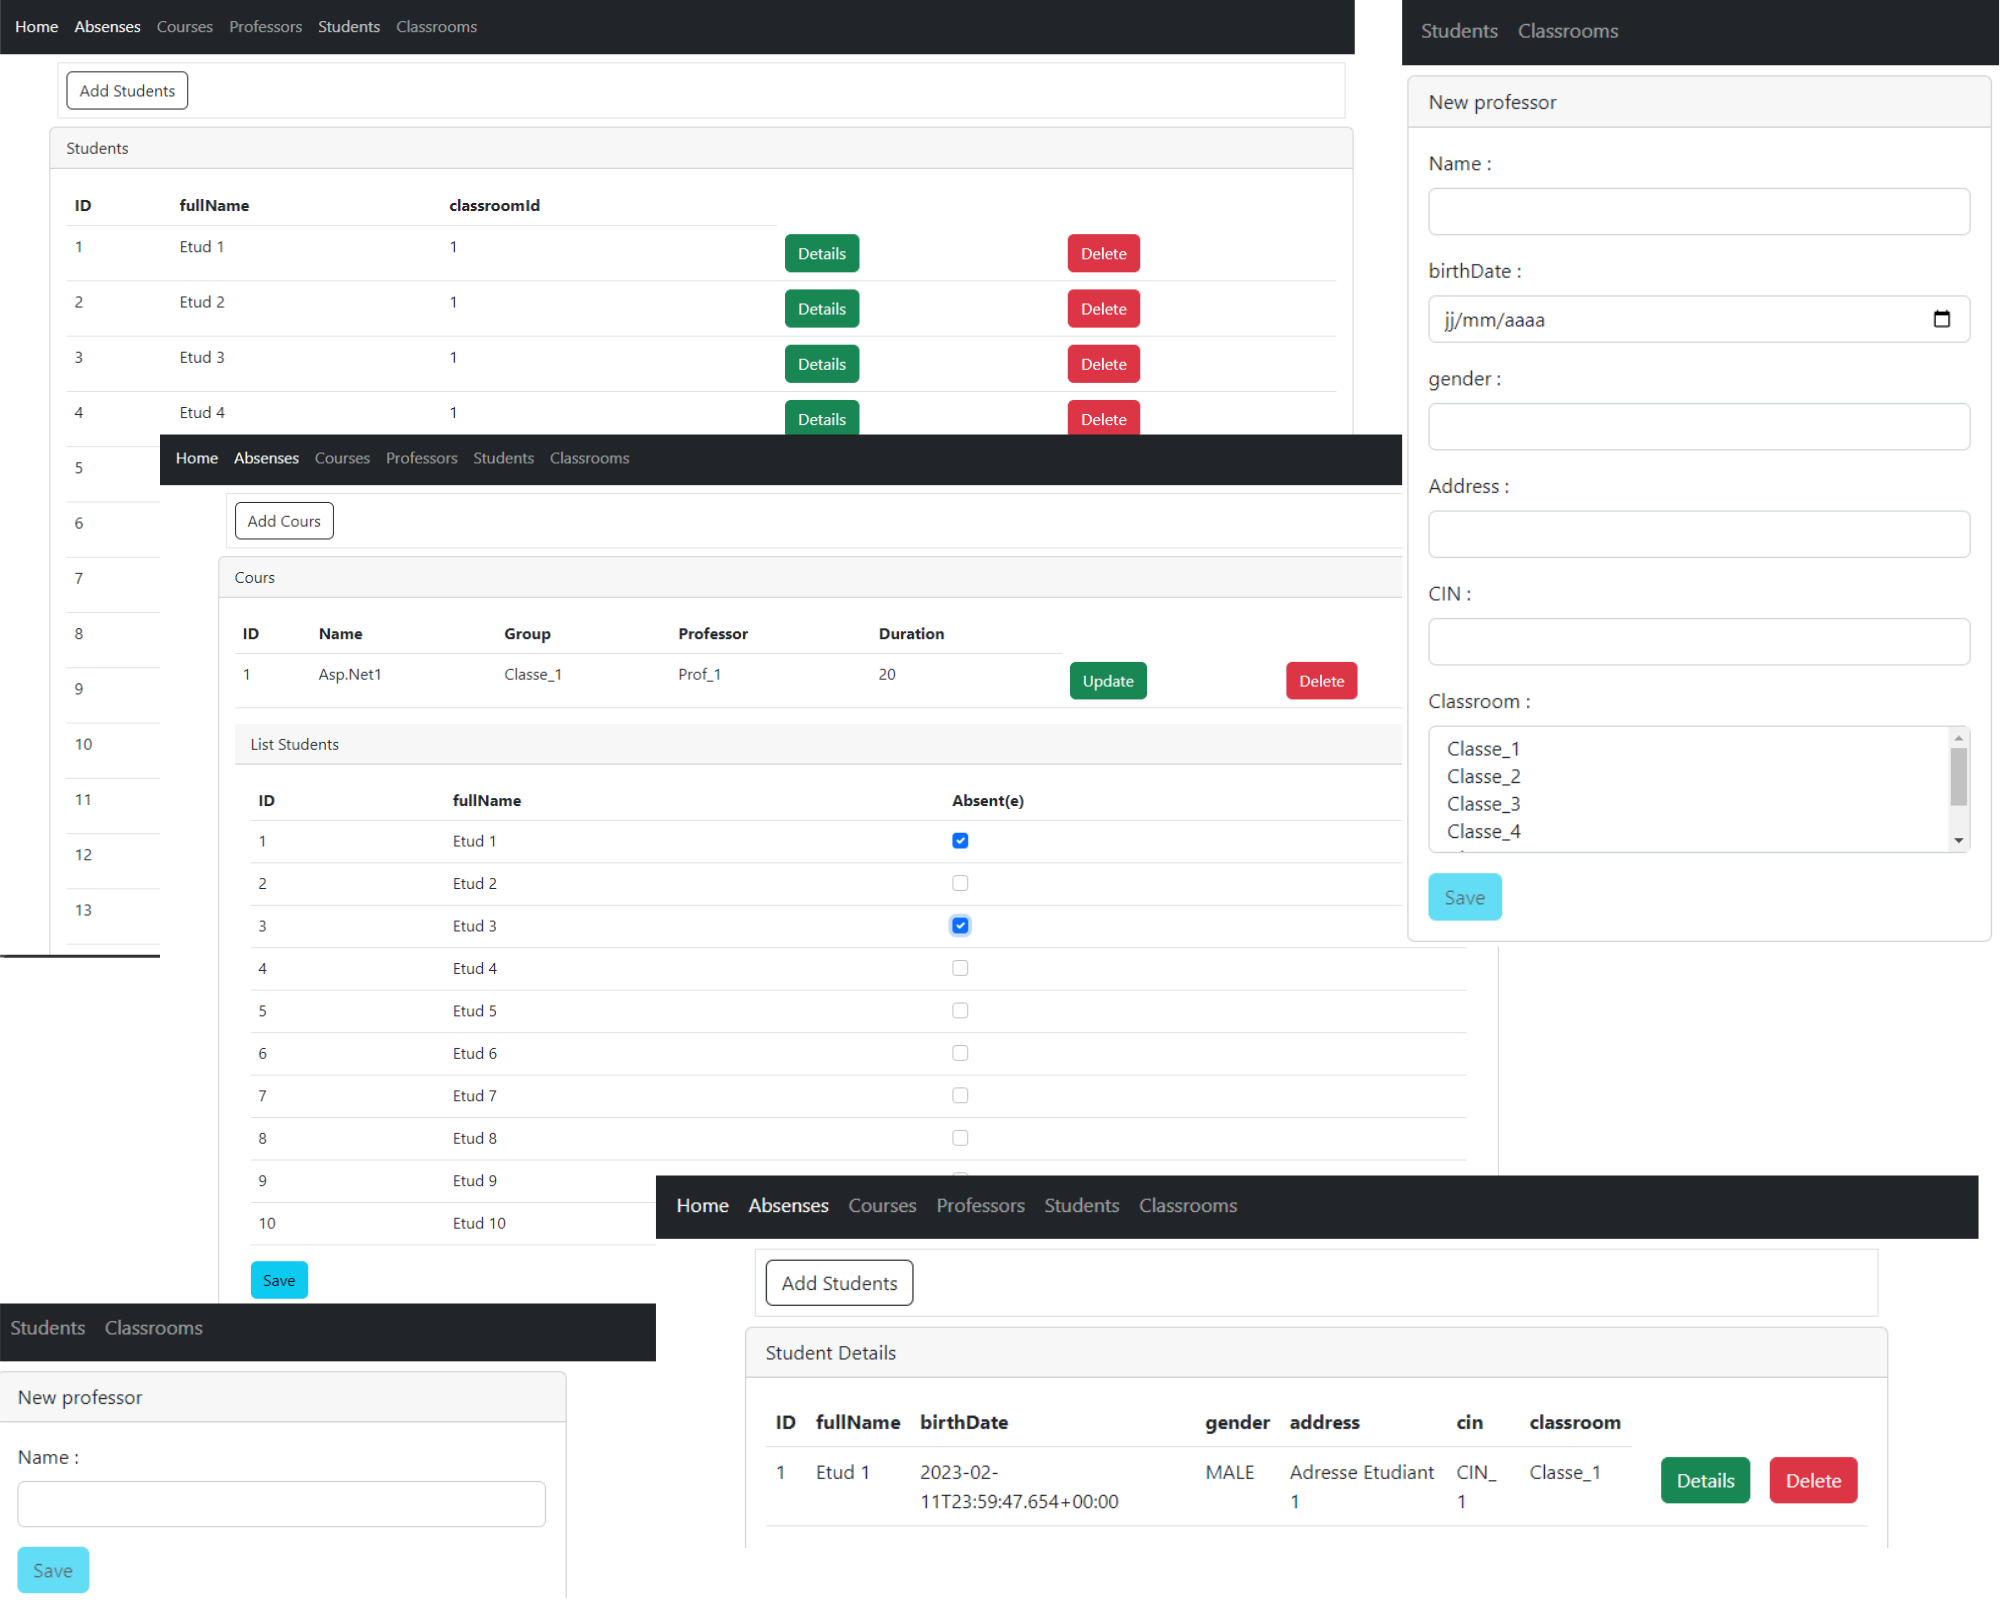 Home Absenses Courses Professors Students Classrooms
Add Students
Students
ID fullName classroomId
1 Etud 1 1 Details Delete
2 Etud 2 1 Details Delete
3 Etud 3 1 Details Delete
4 Etud 4 1 Details Delete
5
6
7
8
9
10
11
12
13
Home Absenses Courses Professors Students Classrooms
Add Cours
Cours
ID Name Group Professor Duration
1 Asp.Net1 Classe_1 Prof_1 20 Update Delete
List Students
ID fullName Absent(e)
1 Etud 1
2 Etud 2
3 Etud 3
4 Etud 4
5 Etud 5
6 Etud 6
7 Etud 7
8 Etud 8
9 Etud 9
10 Etud 10
Save
Students Classrooms
New professor
Name :
birthDate :
jj/mm/aaaa
gender :
Address :
CIN :
Classroom :
Classe_1
Classe_2
Classe_3
Classe_4
Save
Students Classrooms
New professor
Name :
Save
Home Absenses Courses Professors Students Classrooms
Add Students
Student Details
ID fullName birthDate gender address cin classroom
1 Etud 1 2023-02- MALE Adresse Etudiant CIN_ Classe_1 Details Delete
11T23:59:47.654+00:00 1 1